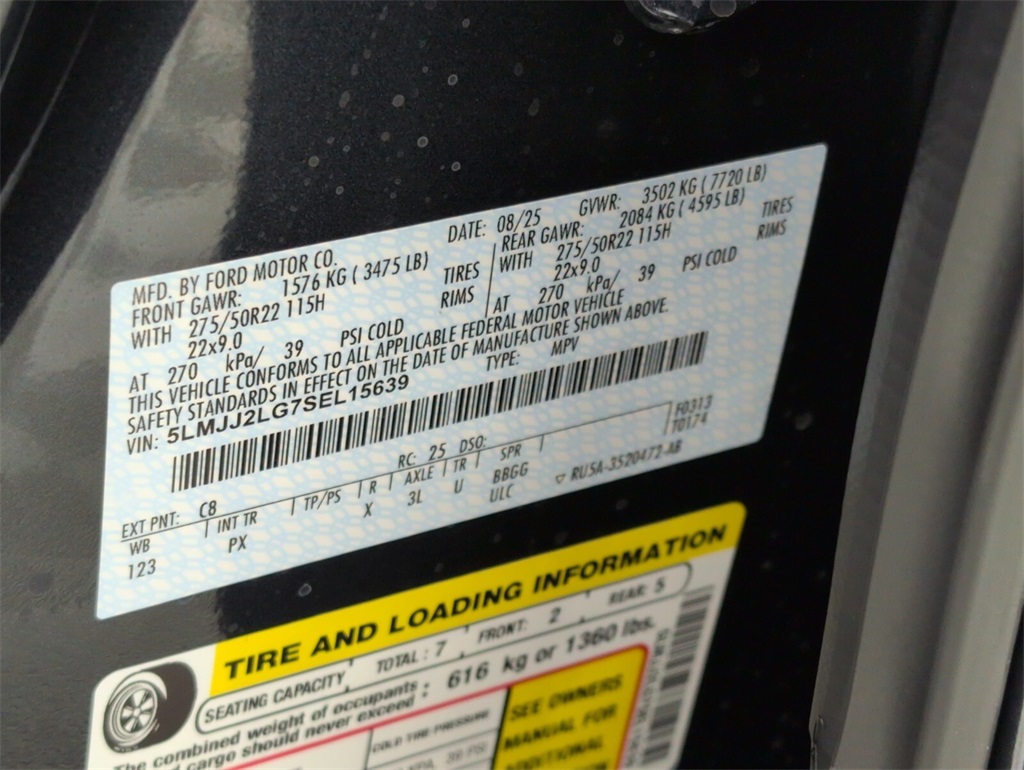 MFD. BY FORD MOTOR CO. DATE: 08/25 GVWR: 3502 KG ( 7720 LB)
FRONT GAWR: 1576 KG ( 3475 LB) REAR GAWR: 2084 KG ( 4595 LB)
WITH 275/50R22 115H TIRES WITH 275/50R22 115H TIRES
22x9.0 RIMS 22x9.0 RIMS
AT 270 kPa/ 39 PSI COLD AT 270 kPa/ 39 PSI COLD
THIS VEHICLE CONFORMS TO ALL APPLICABLE FEDERAL MOTOR VEHICLE
SAFETY STANDARDS IN EFFECT ON THE DATE OF MANUFACTURE SHOWN ABOVE.
VIN: 5LMJJ2LG7SEL15639 TYPE: MPV
F0313
T0174
EXT PNT: C8 RC: 25 DSO:
WB INT TR TP/PS R AXLE TR SPR
123 PX X 3L U BBGG
ULC ▽ RU5A-3520472-AB
TIRE AND LOADING INFORMATION
SEATING CAPACITY TOTAL : 7 FRONT: 2 REAR: 5
The combined weight of occupants : 616 kg or 1360 lbs.
and cargo should never exceed
COLD TIRE PRESSURE
SEE OWNERS
MANUAL FOR
ADDITIONAL
KPA, 39 PSI